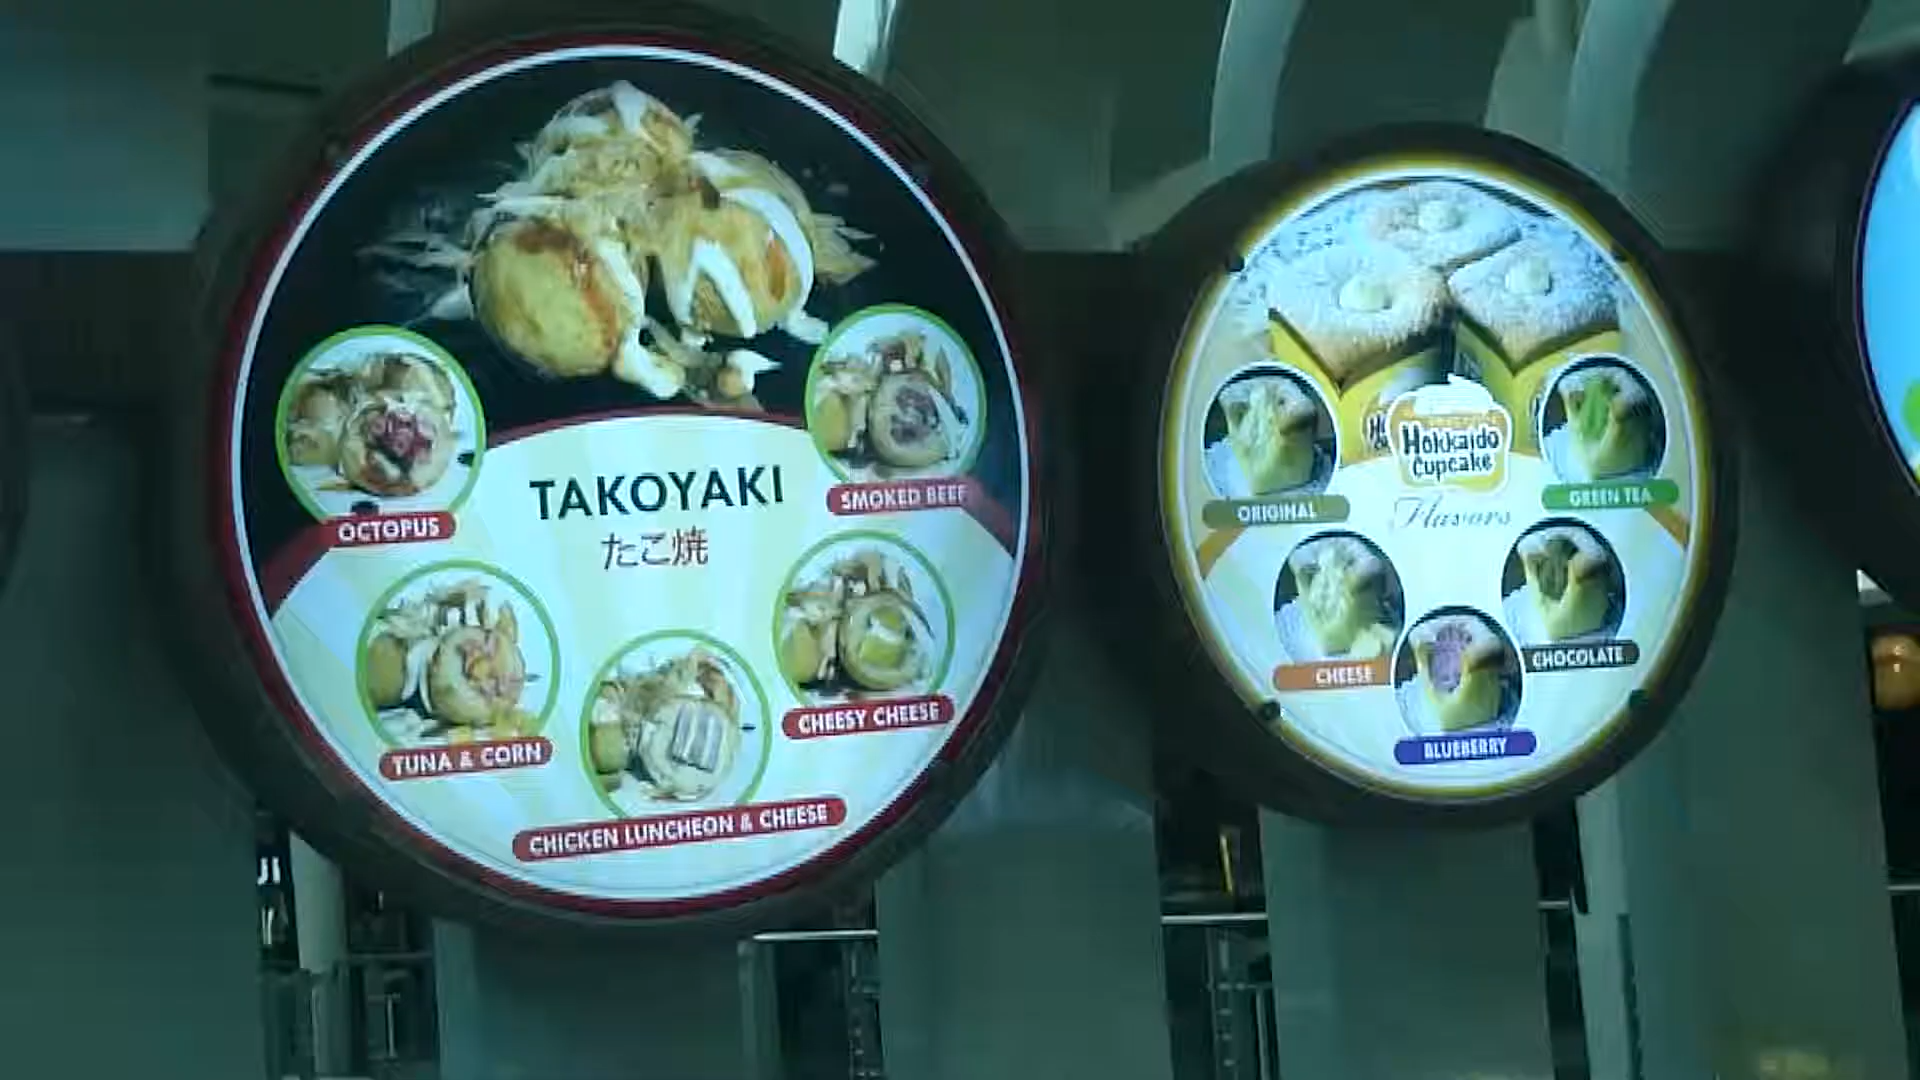 TAKOYAKI
たこ焼
OCTOPUS
SMOKED BEEF
TUNA & CORN
CHEESY CHEESE
CHICKEN LUNCHEON & CHEESE
Hokkaido
Cupcake
Flavors
ORIGINAL
GREEN TEA
CHEESE
CHOCOLATE
BLUEBERRY